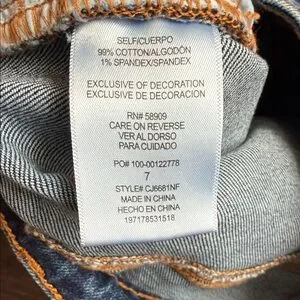 SELF/CUERPO
99% COTTON/ALGODÓN
1% SPANDEX/SPANDEX
EXCLUSIVE OF DECORATION
EXCLUSIVE DE DECORACION
RN# 58909
CARE ON REVERSE
VER AL DORSO
PARA CUIDADO
PO# 100-00122778
7
STYLE# CJ6681NF
MADE IN CHINA
HECHO EN CHINA
197178531518